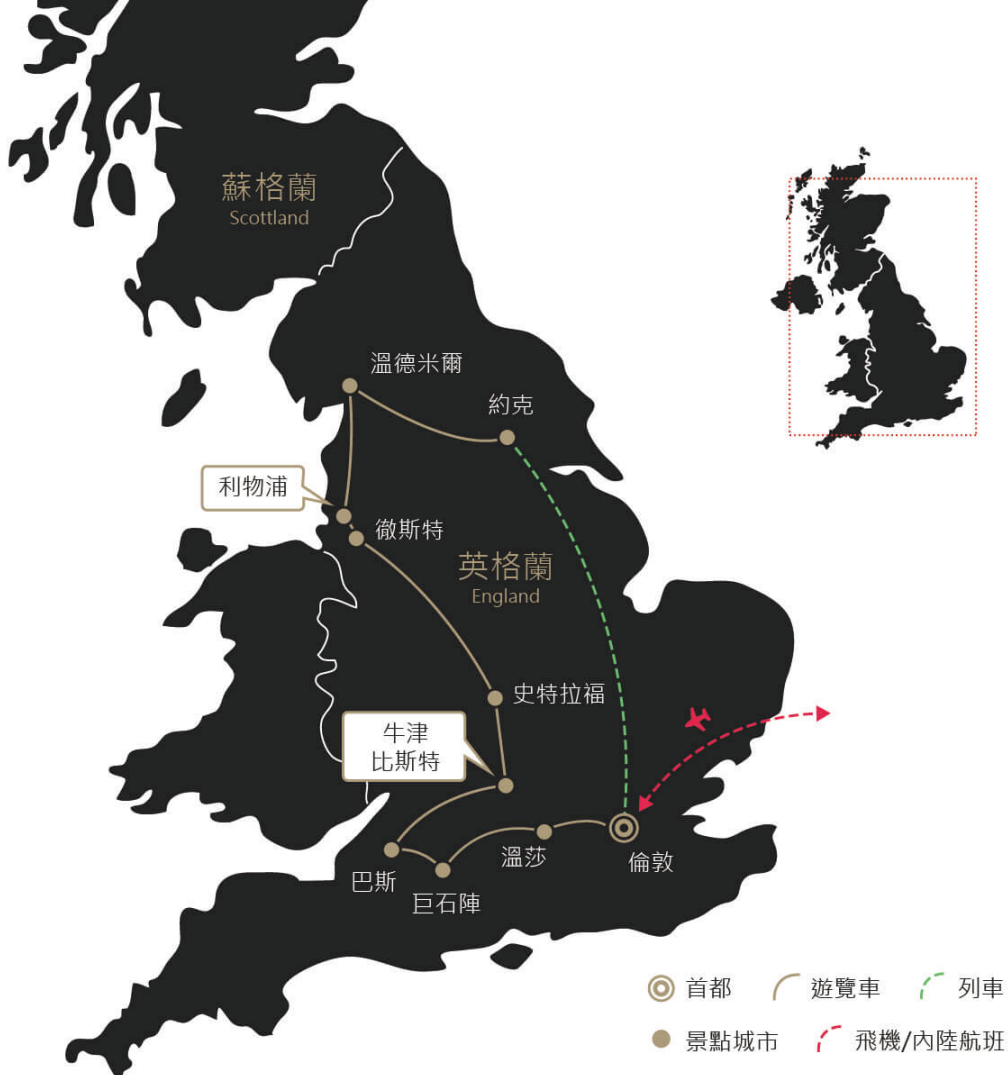 蘇格蘭
Scottland
溫德米爾
約克
利物浦
徹斯特
英格蘭
England
史特拉福
牛津
比斯特
溫莎
倫敦
巴斯
巨石陣
首都
遊覽車
列車
景點城市
飛機/內陸航班